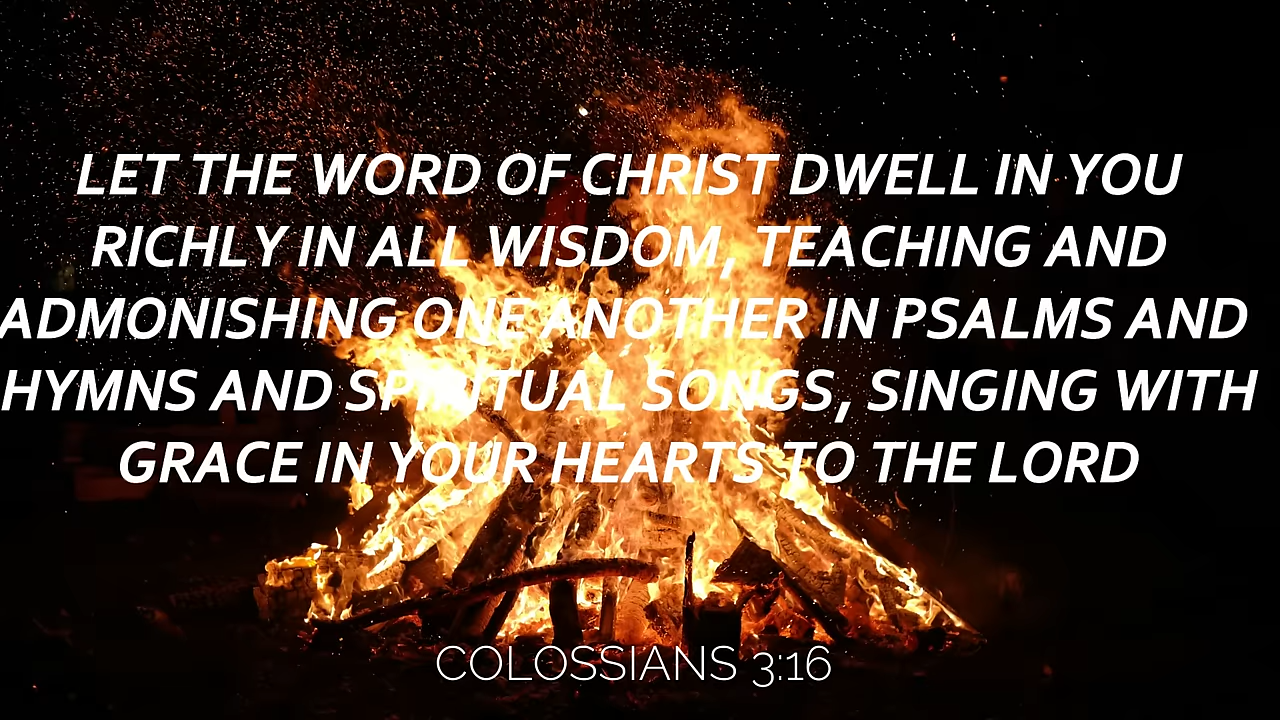 LET THE WORD OF CHRIST DWELL IN YOU
RICHLY IN ALL WISDOM, TEACHING AND
ADMONISHING ONE ANOTHER IN PSALMS AND
HYMNS AND SPIRITUAL SONGS, SINGING WITH
GRACE IN YOUR HEARTS TO THE LORD
COLOSSIANS 3:16